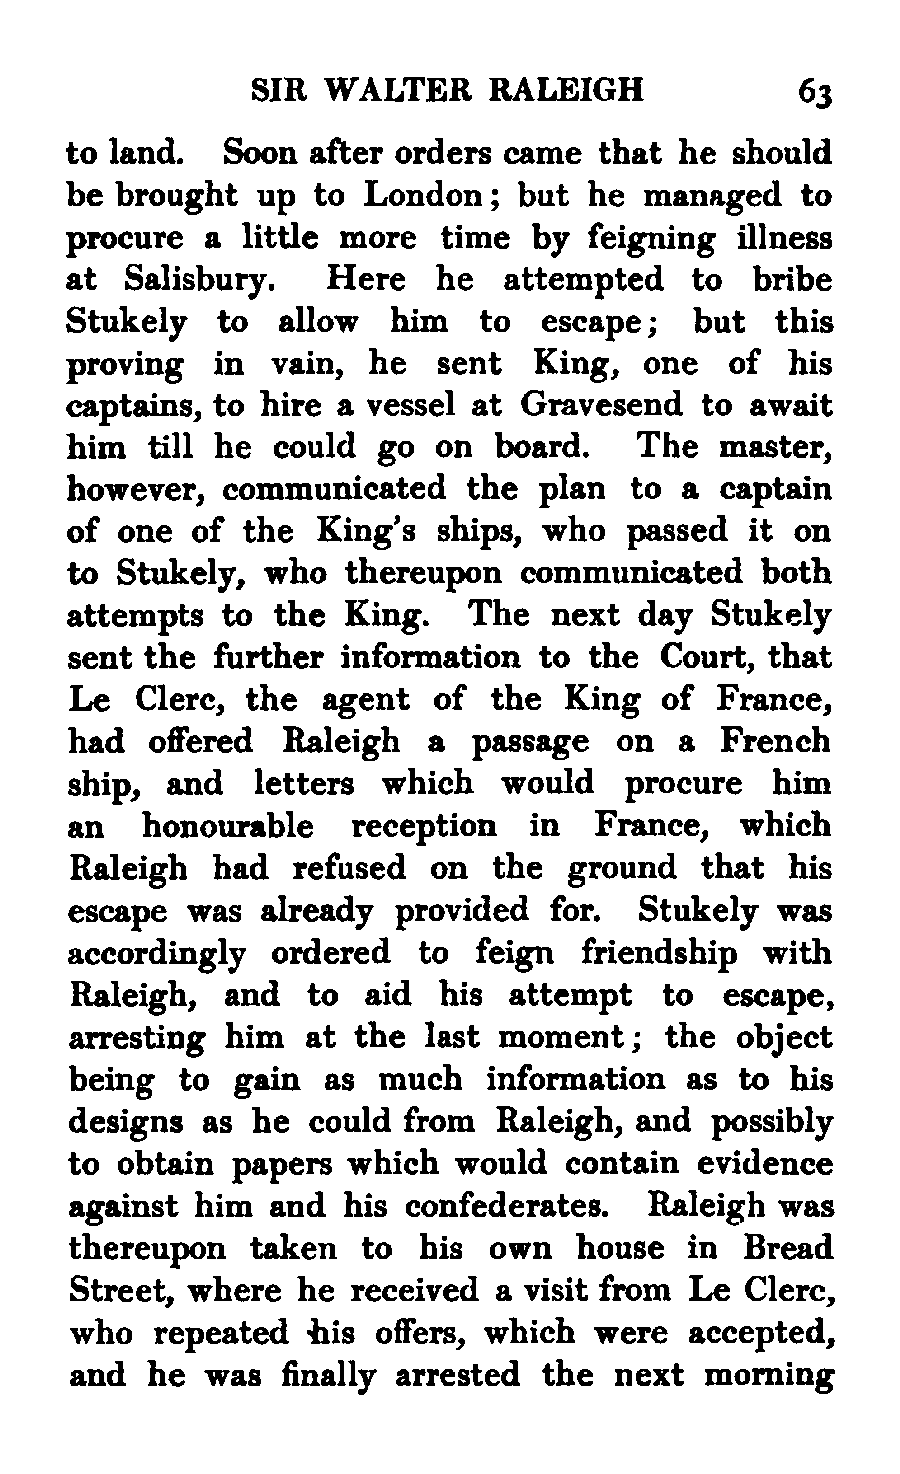 SIR WALTER RALEIGH 63
to land. Soon after orders came that he should
be brought up to London; but he managed to
procure a little more time by feigning illness
at Salisbury. Here he attempted to bribe
Stukely to allow him to escape; but this
proving in vain, he sent King, one of his
captains, to hire a vessel at Gravesend to await
him till he could go on board. The master,
however, communicated the plan to a captain
of one of the King's ships, who passed it on
to Stukely, who thereupon communicated both
attempts to the King. The next day Stukely
sent the further information to the Court, that
Le Clerc, the agent of the King of France,
had offered Raleigh a passage on a French
ship, and letters which would procure him
an honourable reception in France, which
Raleigh had refused on the ground that his
escape was already provided for. Stukely was
accordingly ordered to feign friendship with
Raleigh, and to aid his attempt to escape,
arresting him at the last moment; the object
being to gain as much information as to his
designs as he could from Raleigh, and possibly
to obtain papers which would contain evidence
against him and his confederates. Raleigh was
thereupon taken to his own house in Bread
Street, where he received a visit from Le Clerc,
who repeated his offers, which were accepted,
and he was finally arrested the next morning